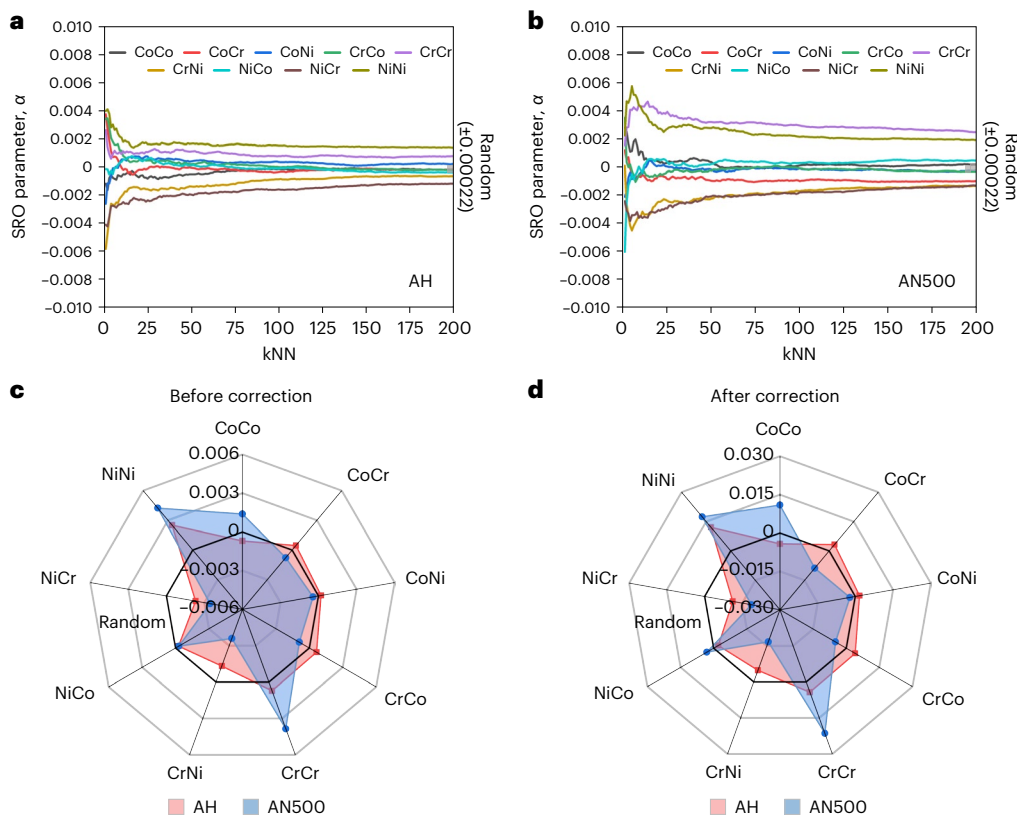 a
0.010
0.008
0.006
0.004
0.002
0
–0.002
–0.004
–0.006
–0.008
–0.010
SRO parameter, α
CoCo CoCr CoNi CrCo CrCr
CrNi NiCo NiCr NiNi
AH
Random
(±0.00022)
0 25 50 75 100 125 150 175 200
kNN
b
0.010
0.008
0.006
0.004
0.002
0
–0.002
–0.004
–0.006
–0.008
–0.010
SRO parameter, α
CoCo CoCr CoNi CrCo CrCr
CrNi NiCo NiCr NiNi
AN500
Random
(±0.00022)
0 25 50 75 100 125 150 175 200
kNN
c
Before correction
CoCo
0.006
NiNi
CoCr
0.003
0
NiCr
CoNi
–0.003
–0.006
Random
NiCo
CrCo
CrNi
CrCr
AH AN500
d
After correction
CoCo
0.030
NiNi
CoCr
0.015
0
NiCr
CoNi
–0.015
–0.030
Random
NiCo
CrCo
CrNi
CrCr
AH AN500